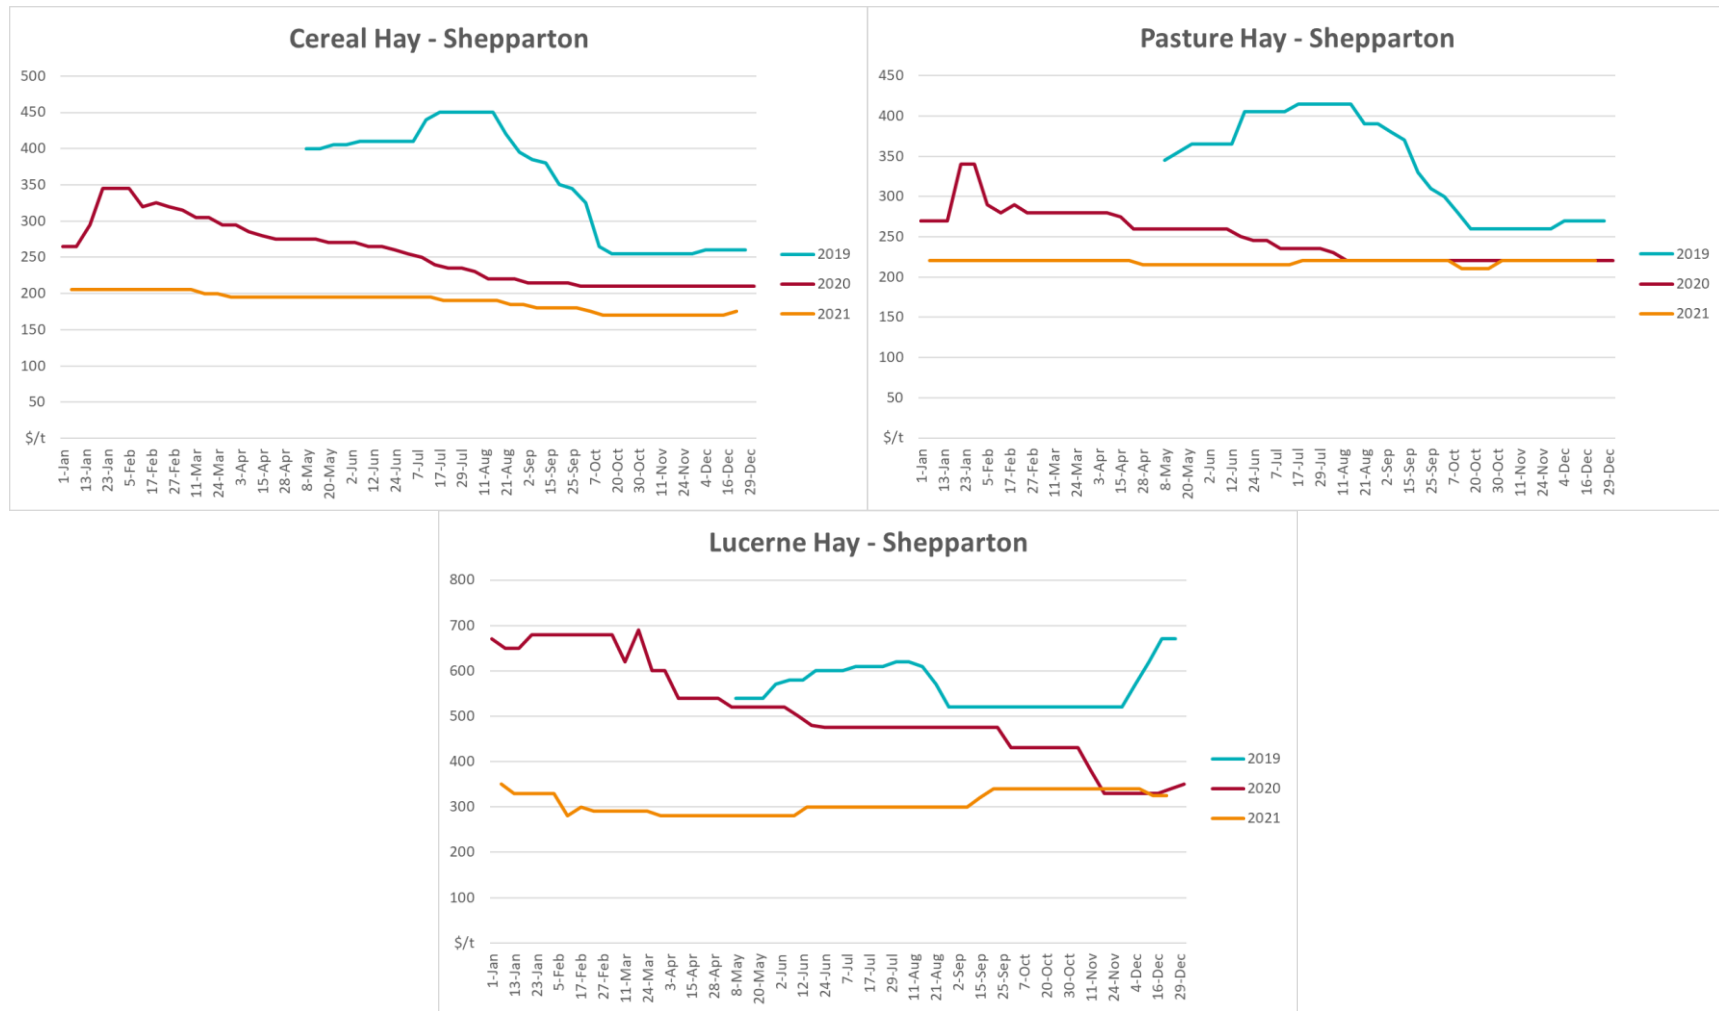 Cereal Hay - Shepparton
500
450
400
350
300
250
200
150
100
50
$/t
1-Jan
13-Jan
23-Jan
5-Feb
17-Feb
27-Feb
11-Mar
24-Mar
3-Apr
15-Apr
28-Apr
8-May
20-May
2-Jun
12-Jun
24-Jun
7-Jul
17-Jul
29-Jul
11-Aug
21-Aug
2-Sep
15-Sep
25-Sep
7-Oct
20-Oct
30-Oct
11-Nov
24-Nov
4-Dec
16-Dec
29-Dec
2019
2020
2021
Pasture Hay - Shepparton
450
400
350
300
250
200
150
100
50
$/t
1-Jan
13-Jan
23-Jan
5-Feb
17-Feb
27-Feb
11-Mar
24-Mar
3-Apr
15-Apr
28-Apr
8-May
20-May
2-Jun
12-Jun
24-Jun
7-Jul
17-Jul
29-Jul
11-Aug
21-Aug
2-Sep
15-Sep
25-Sep
7-Oct
20-Oct
30-Oct
11-Nov
24-Nov
4-Dec
16-Dec
29-Dec
2019
2020
2021
Lucerne Hay - Shepparton
800
700
600
500
400
300
200
100
$/t
1-Jan
13-Jan
23-Jan
5-Feb
17-Feb
27-Feb
11-Mar
24-Mar
3-Apr
15-Apr
28-Apr
8-May
20-May
2-Jun
12-Jun
24-Jun
7-Jul
17-Jul
29-Jul
11-Aug
21-Aug
2-Sep
15-Sep
25-Sep
7-Oct
20-Oct
30-Oct
11-Nov
24-Nov
4-Dec
16-Dec
29-Dec
2019
2020
2021